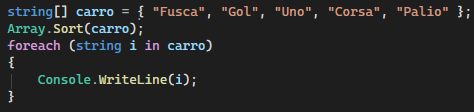 string[] carro = { "Fusca", "Gol", "Uno", "Corsa", "Palio" };
Array.Sort(carro);
foreach (string i in carro)
{
    Console.WriteLine(i);
}